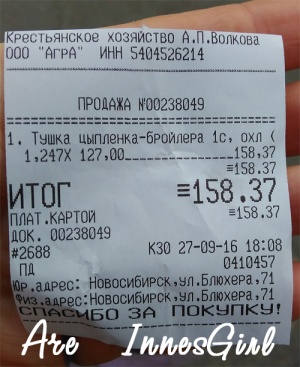 Крестьянское хозяйство А.П.Волкова
ООО "АгрА" ИНН 5404526214
ПРОДАЖА №00238049
1. Тушка цыпленка-бройлера 1с, охл (
1,247X 127,00 158,37
≡158.37
ИТОГ ≡158.37
ПЛАТ.КАРТОЙ ≡158.37
ДОК. 00238049
#2688 К30 27-09-16 18:08
ПД 0410457
Юр.адрес: Новосибирск,ул.Блюхера,71
Физ.адрес:Новосибирск,ул.Блюхера,71
СПАСИБО ЗА ПОКУПКУ!
Are InnesGirl